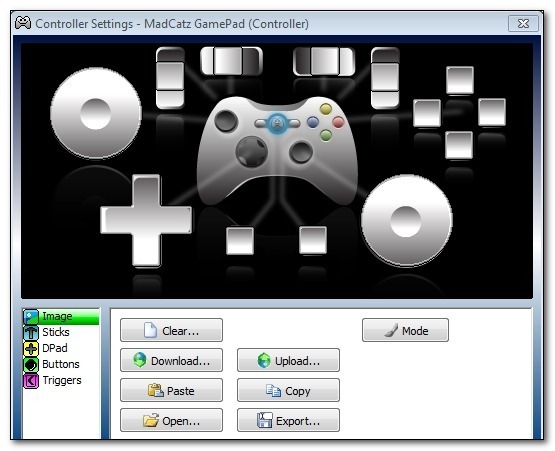 Controller Settings - MadCatz GamePad (Controller)
Image
Sticks
DPad
Buttons
Triggers
Clear... Mode
Download... Upload...
Paste Copy
Open... Export...